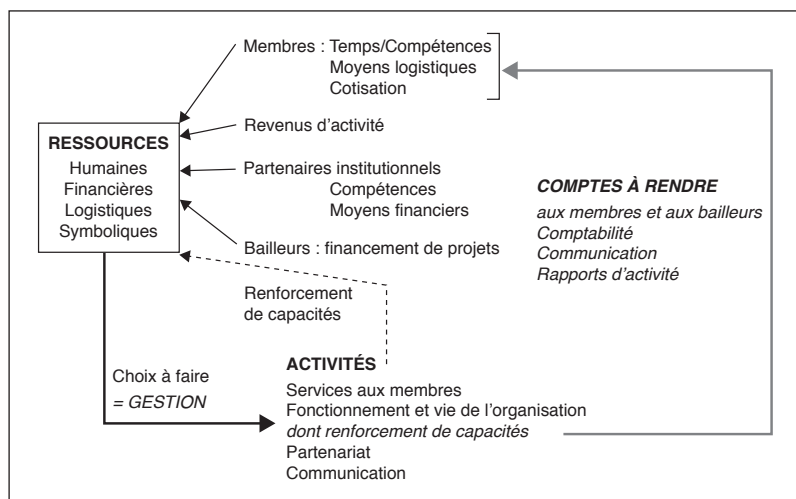 Membres : Temps/Compétences
Moyens logistiques
Cotisation
Revenus d'activité
RESSOURCES
Humaines
Financières
Logistiques
Symboliques
Partenaires institutionnels
Compétences
Moyens financiers
Bailleurs : financement de projets
COMPTES À RENDRE
aux membres et aux bailleurs
Comptabilité
Communication
Rapports d'activité
Renforcement
de capacités
Choix à faire
= GESTION
ACTIVITÉS
Services aux membres
Fonctionnement et vie de l'organisation
dont renforcement de capacités
Partenariat
Communication